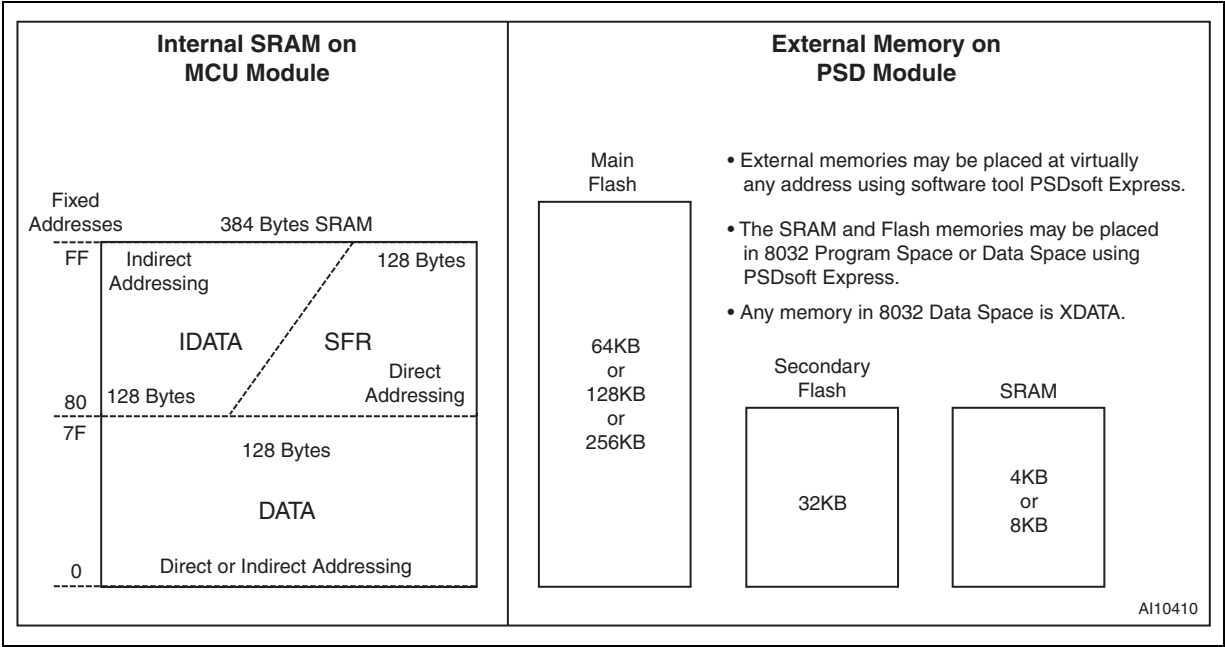 Internal SRAM on
MCU Module
Fixed
Addresses
384 Bytes SRAM
FF
Indirect
Addressing
128 Bytes
IDATA
SFR
Direct
Addressing
128 Bytes
80
7F
128 Bytes
DATA
Direct or Indirect Addressing
0
External Memory on
PSD Module
Main
Flash
64KB
or
128KB
or
256KB
• External memories may be placed at virtually
any address using software tool PSDsoft Express.
• The SRAM and Flash memories may be placed
in 8032 Program Space or Data Space using
PSDsoft Express.
• Any memory in 8032 Data Space is XDATA.
Secondary
Flash
32KB
SRAM
4KB
or
8KB
AI10410